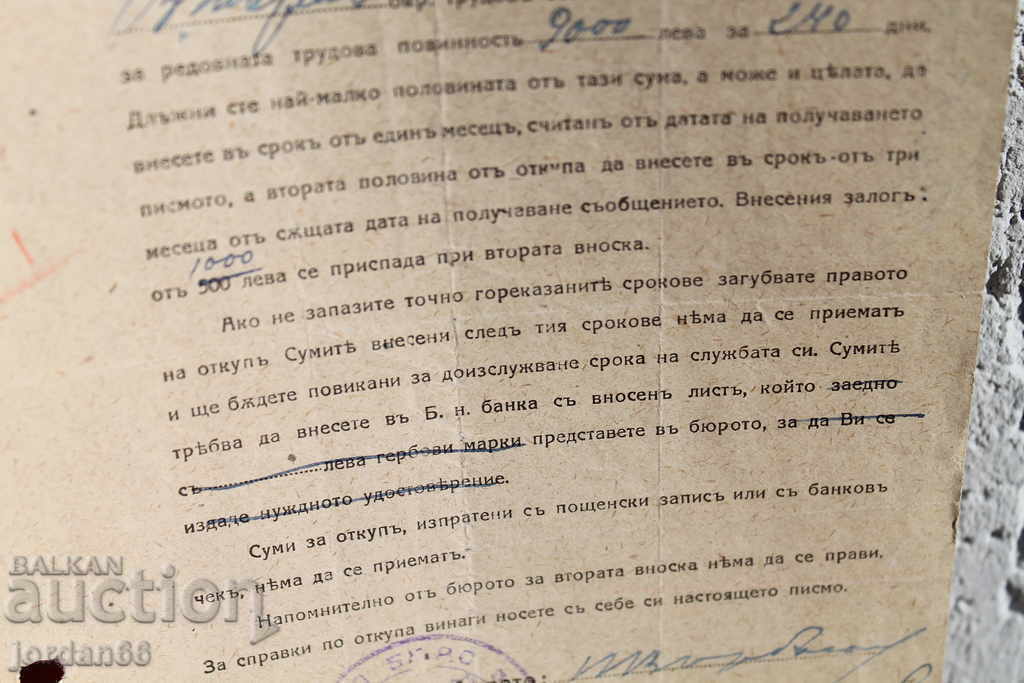 за редовната трудова повинность 9000 лева за 240 дни.
Длъжни сте най-малко половината отъ тази сума, а може и цѣлата, да
внесете въ срокъ отъ единъ месецъ, считанъ отъ датата на получаването
писмото, а втората половина отъ откупа да внесете въ срокъ-отъ три
месеца отъ сѫщата дата на получаване съобщението. Внесения залогъ
1000
отъ 500 лева се приспада при втората вноска.
Ако не запазите точно гореказанитѣ срокове загубвате правото
на откупъ Сумитѣ внесени следъ тия срокове нѣма да се приематъ
и ще бѫдете повикани за доизслужване срока на службата си. Сумитѣ
трѣбва да внесете въ Б. н. банка съ вносенъ листъ, който заедно
съ....................лева гербови марки представете въ бюрото, за да Ви се
издаде нуждното удостовѣрение.
Суми за откупъ, изпратени съ пощенски записъ или съ банковъ
чекъ, нѣма да се приематъ.
Напомнително отъ бюрото за втората вноска нѣма да се прави.
За справки по откупа винаги носете съ себе си настоящето писмо.
BALKAN
auction
jordan66